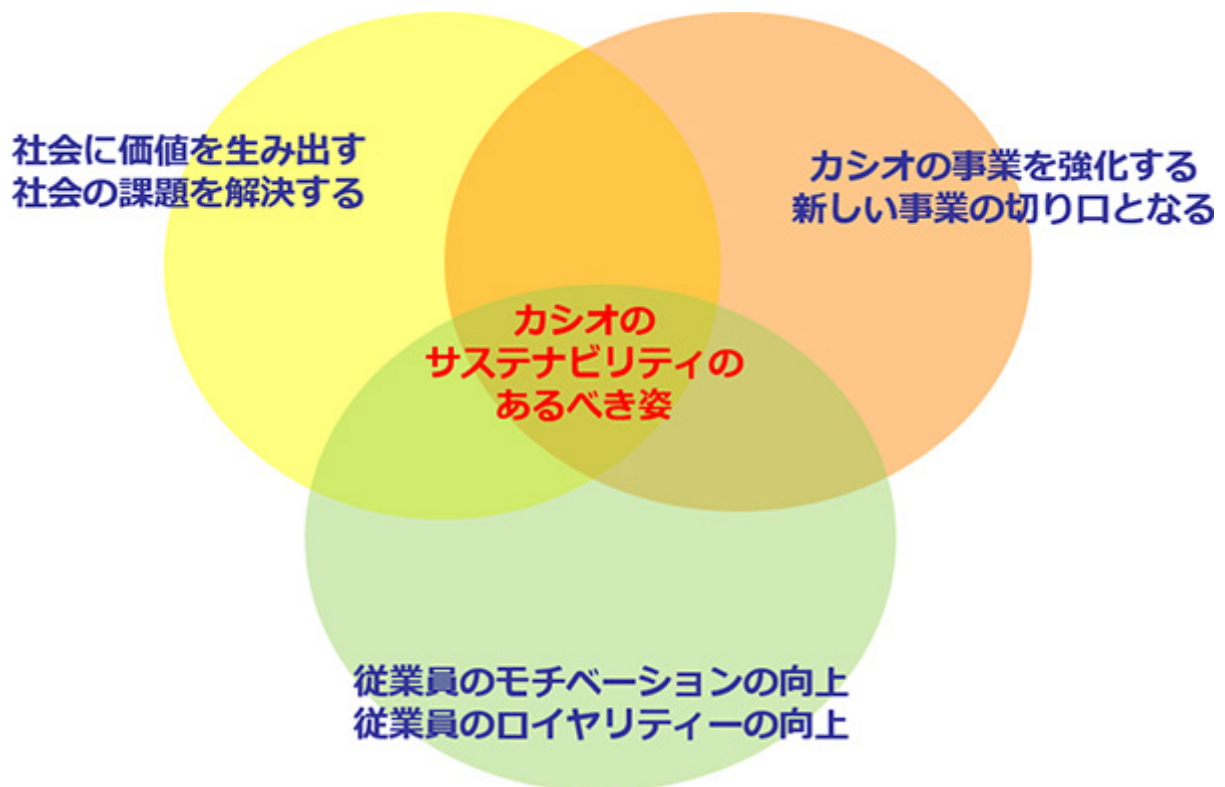 社会に価値を生み出す
社会の課題を解決する
カシオの事業を強化する
新しい事業の切り口となる
カシオの
サステナビリティの
あるべき姿
従業員のモチベーションの向上
従業員のロイヤリティーの向上